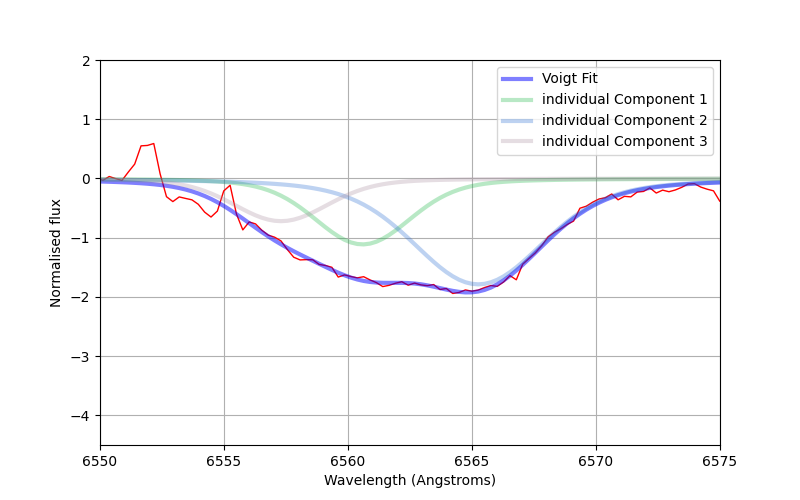 2
1
0
−1
−2
−3
−4
6550
6555
6560
6565
6570
6575
Normalised flux
Wavelength (Angstroms)
Voigt Fit
individual Component 1
individual Component 2
individual Component 3